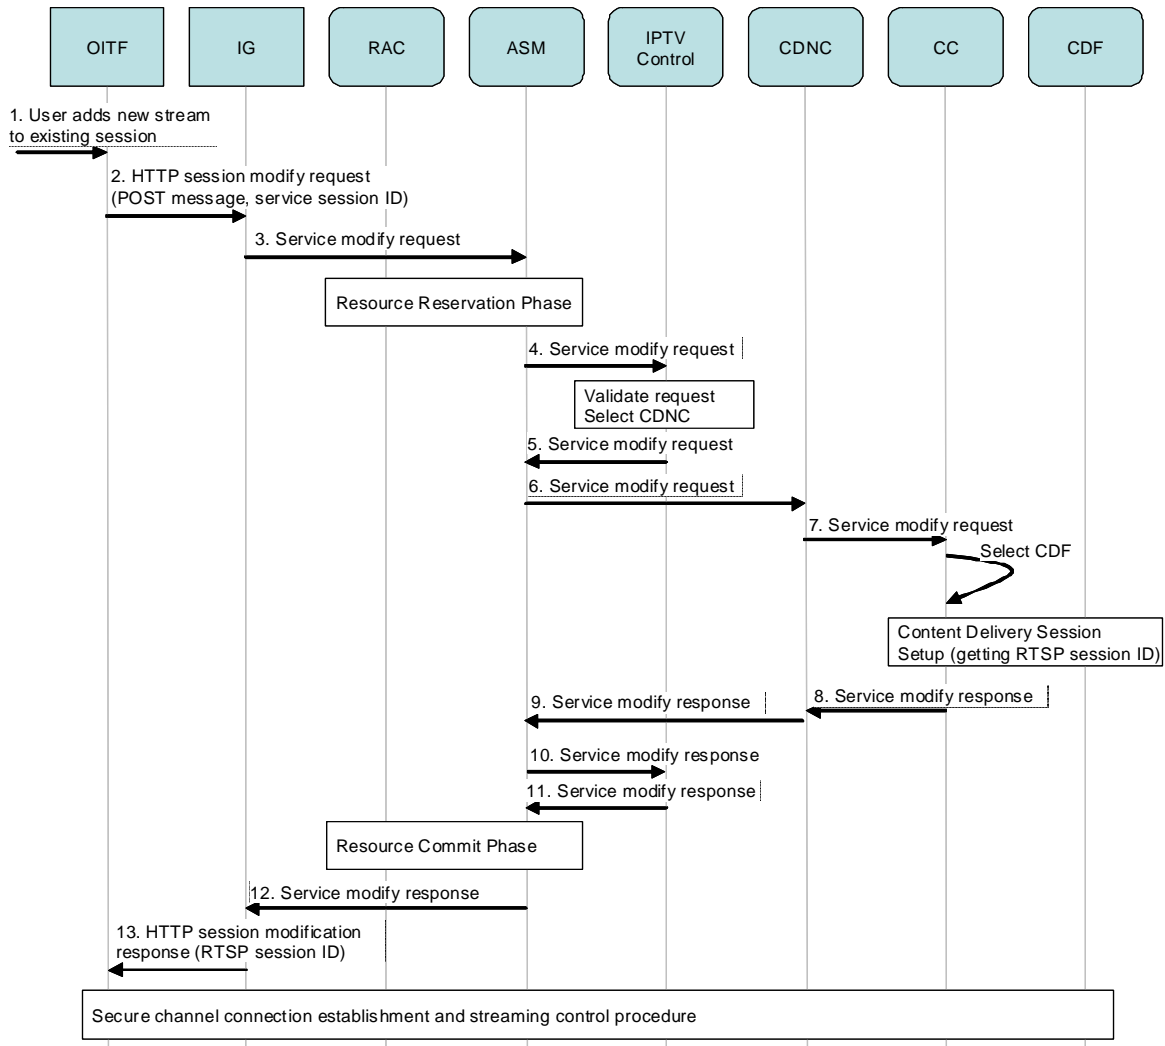 OITF
IG
RAC
ASM
IPTV
Control
CDNC
CC
CDF
1. User adds new stream
to existing session
2. HTTP session modify request
(POST message, service session ID)
3. Service modify request
Resource Reservation Phase
4. Service modify request
Validate request
Select CDNC
5. Service modify request
6. Service modify request
7. Service modify request
Select CDF
Content Delivery Session
Setup (getting RTSP session ID)
8. Service modify response
9. Service modify response
10. Service modify response
11. Service modify response
Resource Commit Phase
12. Service modify response
13. HTTP session modification
response (RTSP session ID)
Secure channel connection establishment and streaming control procedure